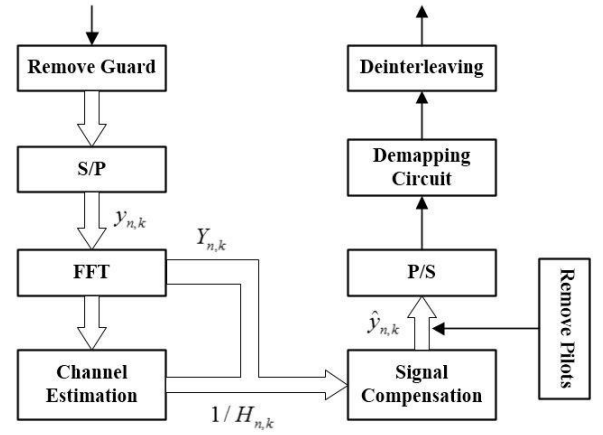 Remove Guard
S/P
y_{n,k}
FFT
Y_{n,k}
Channel
Estimation
1/H_{n,k}
Deinterleaving
Demapping
Circuit
P/S
ŷ_{n,k}
Signal
Compensation
Remove
Pilots